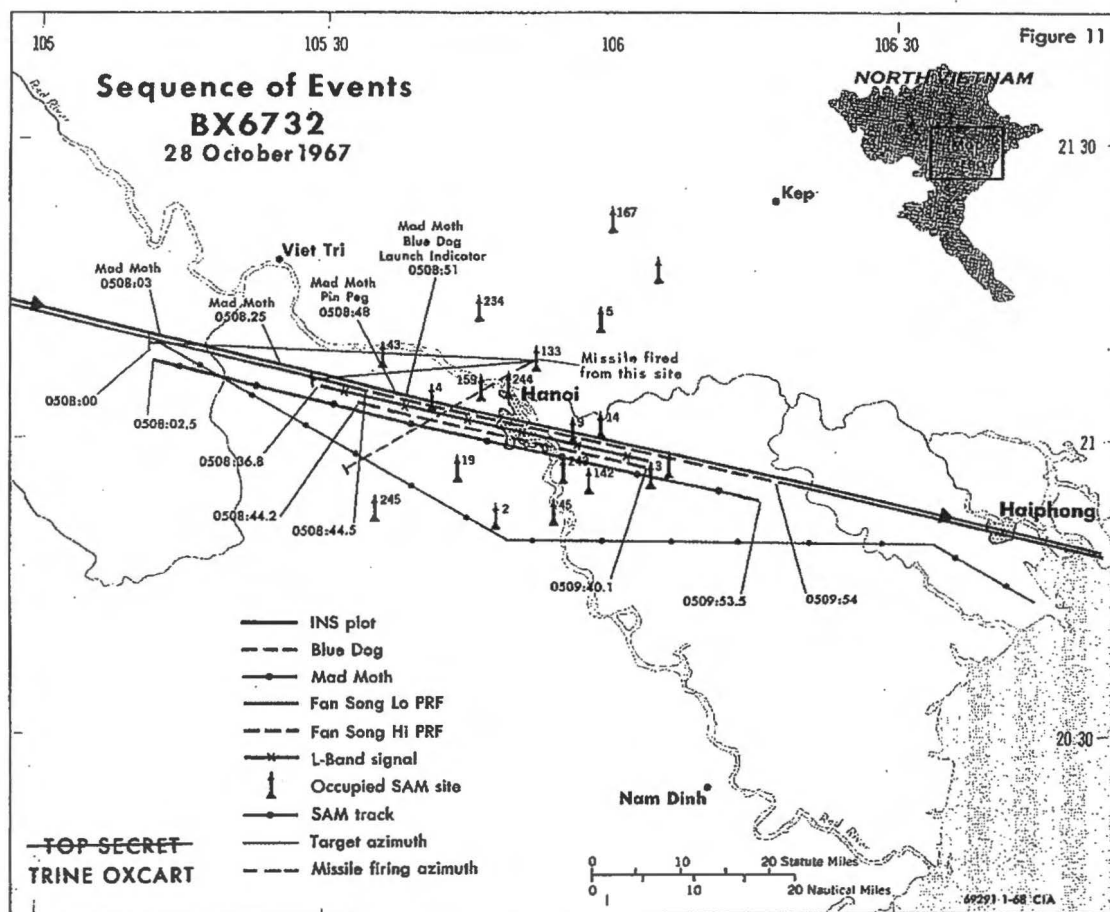 105
105 30
106
106 30
Figure 11
Sequence of Events
BX6732
28 October 1967
NORTH VIETNAM
Map
21 30
Red River
Kep
167
Viet Tri
Mad Moth
Blue Dog
Launch Indicator
0508:51
Mad Moth
0508:03
Mad Moth
0508.25
Mad Moth
Pin Peg
0508:48
234
5
43
133
Missile fired
from this site
159
244
4
Hanoi
0508:00
0508:02.5
9
14
21
0508:36.8
19
243
142
3
0508:44.2
0508:44.5
245
2
45
Haiphong
0509:40.1
0509:53.5
0509:54
INS plot
Blue Dog
Mad Moth
Fan Song Lo PRF
Fan Song Hi PRF
L-Band signal
Occupied SAM site
SAM track
Target azimuth
Missile firing azimuth
20 30
Nam Dinh
Red River
TOP SECRET
TRINE OXCART
0 10 20 Statute Miles
0 10 20 Nautical Miles
69291 1-68 CIA